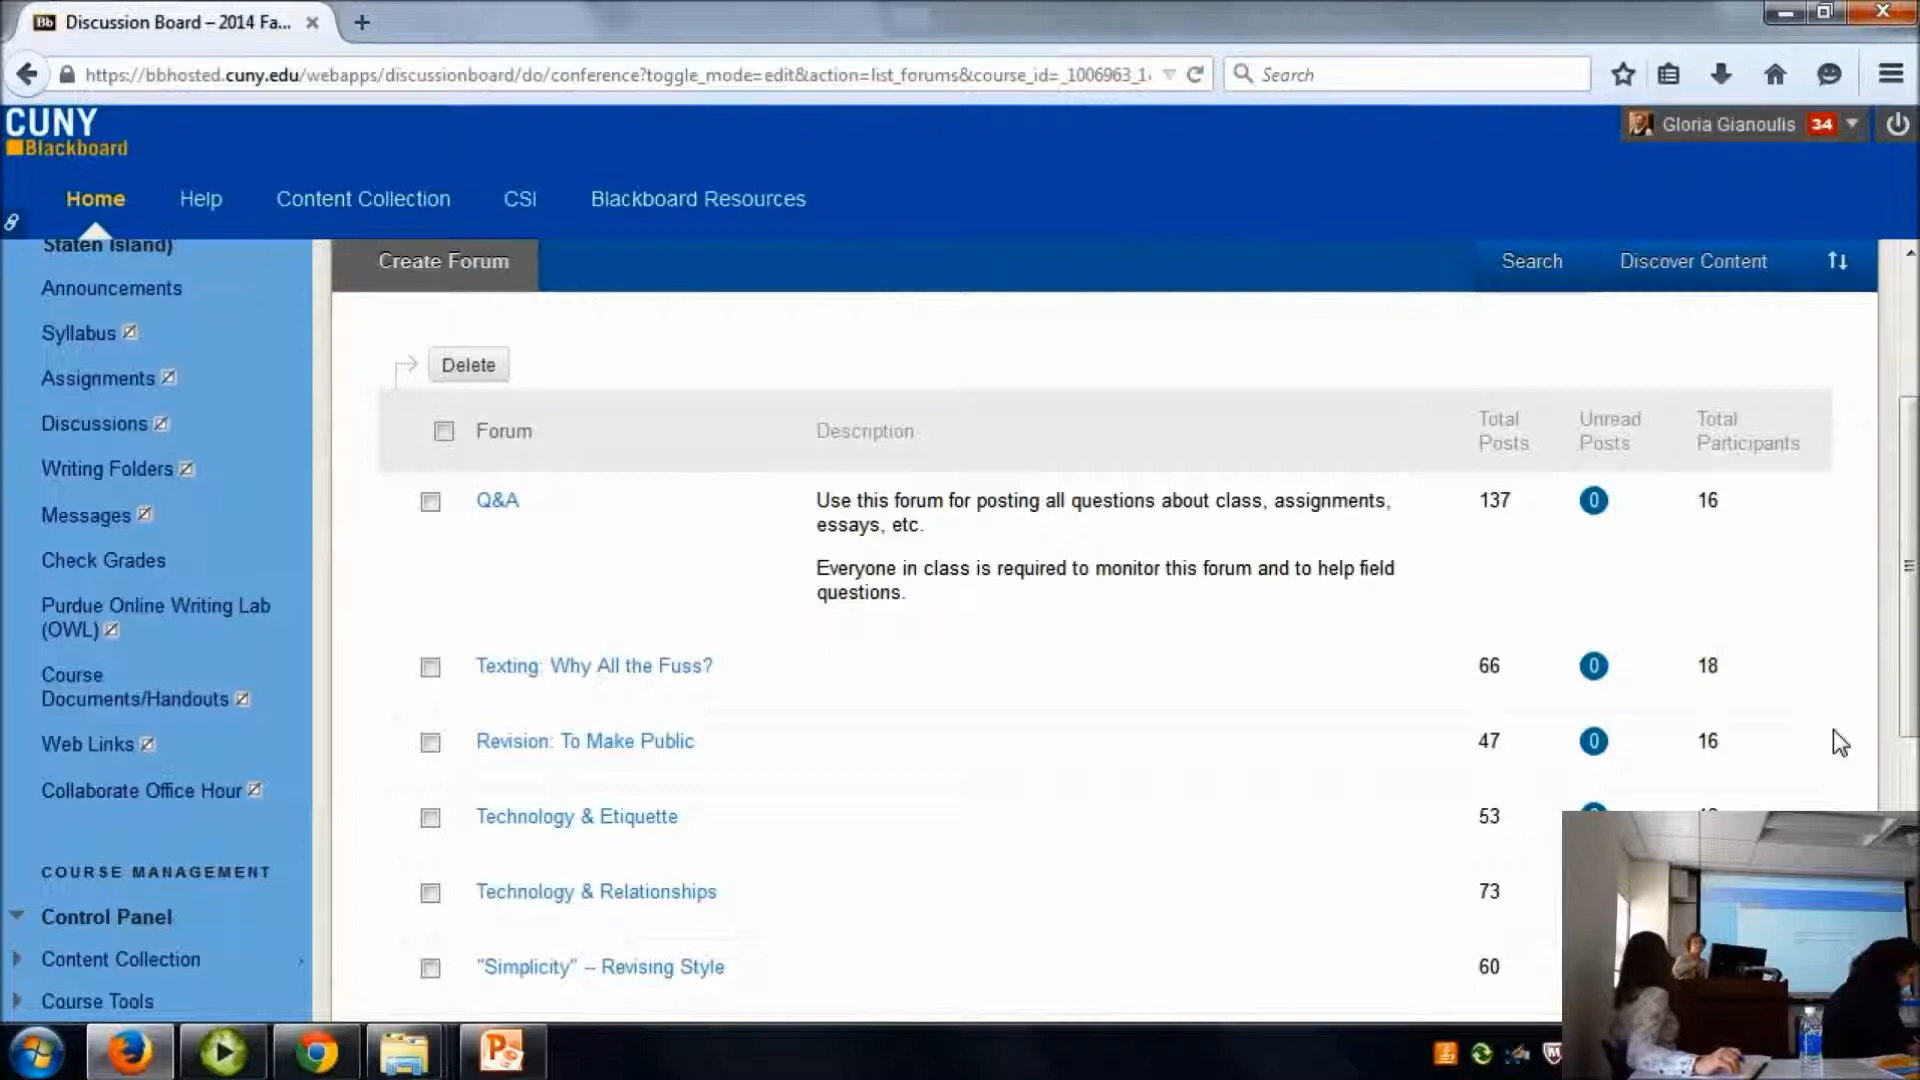 Bb Discussion Board – 2014 Fa...
https://bbhosted.cuny.edu/webapps/discussionboard/do/conference?toggle_mode=edit&action=list_forums&course_id=_1006963_1
Search
CUNY
Blackboard
Gloria Gianoulis 34
Home Help Content Collection CSI Blackboard Resources
Staten Island)
Announcements
Syllabus
Assignments
Discussions
Writing Folders
Messages
Check Grades
Purdue Online Writing Lab
(OWL)
Course
Documents/Handouts
Web Links
Collaborate Office Hour
COURSE MANAGEMENT
Control Panel
Content Collection
Course Tools
Create Forum
Search Discover Content
Delete
Forum Description Total Posts Unread Posts Total Participants
Q&A Use this forum for posting all questions about class, assignments, 137 0 16
essays, etc.
Everyone in class is required to monitor this forum and to help field
questions.
Texting: Why All the Fuss? 66 0 18
Revision: To Make Public 47 0 16
Technology & Etiquette 53
Technology & Relationships 73
"Simplicity" – Revising Style 60